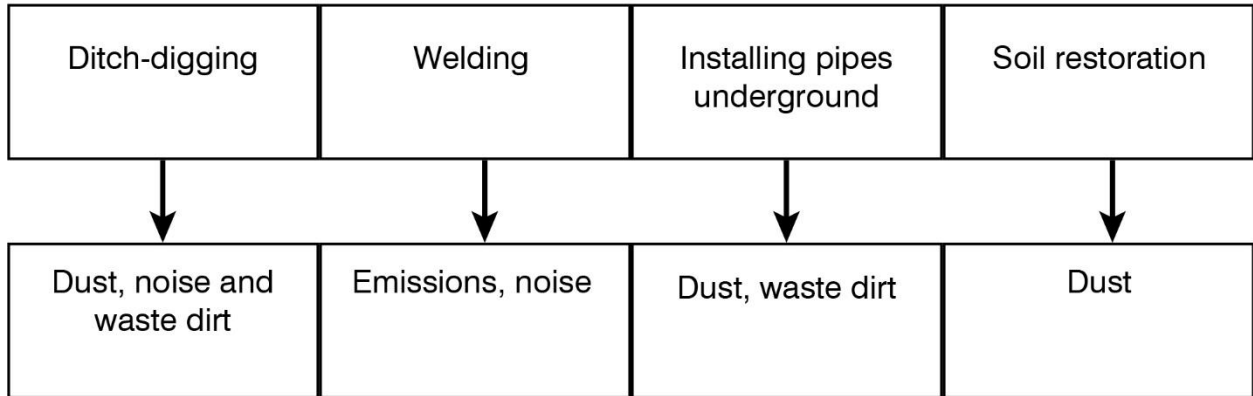 Ditch-digging
Welding
Installing pipes
underground
Soil restoration
Dust, noise and
waste dirt
Emissions, noise
Dust, waste dirt
Dust